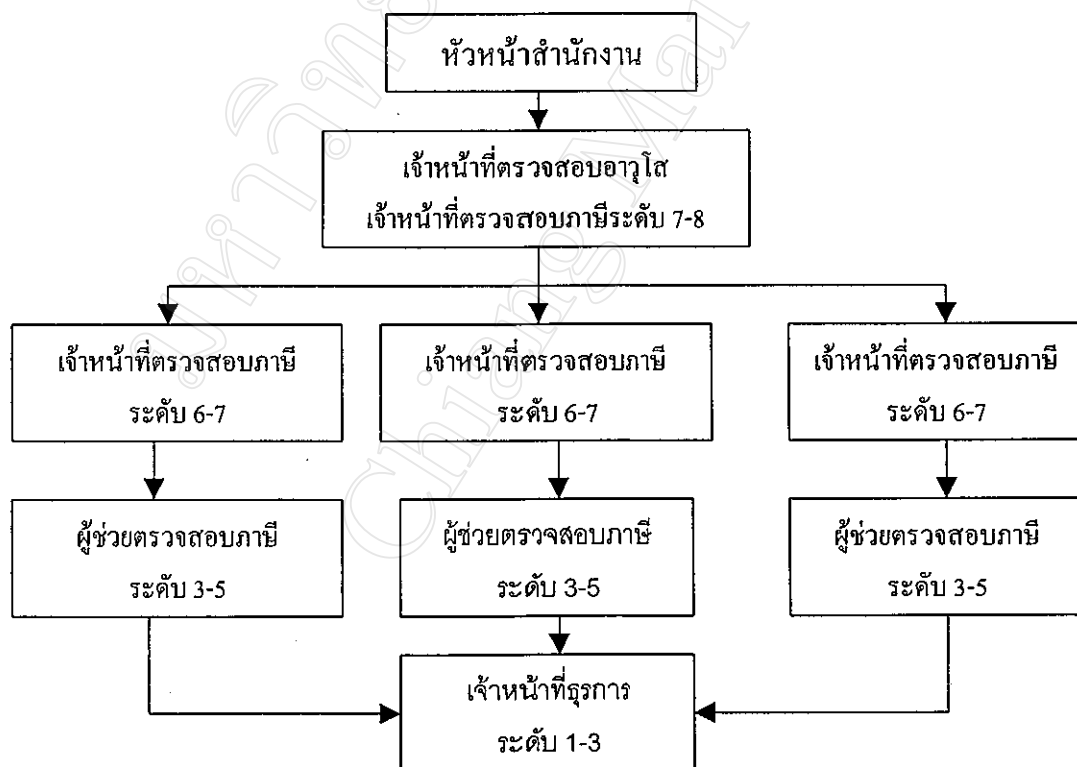 หัวหน้าสำนักงาน
เจ้าหน้าที่ตรวจสอบอาวุโส
เจ้าหน้าที่ตรวจสอบภาษีระดับ 7-8
เจ้าหน้าที่ตรวจสอบภาษี
ระดับ 6-7
เจ้าหน้าที่ตรวจสอบภาษี
ระดับ 6-7
เจ้าหน้าที่ตรวจสอบภาษี
ระดับ 6-7
ผู้ช่วยตรวจสอบภาษี
ระดับ 3-5
ผู้ช่วยตรวจสอบภาษี
ระดับ 3-5
ผู้ช่วยตรวจสอบภาษี
ระดับ 3-5
เจ้าหน้าที่ธุรการ
ระดับ 1-3
Chiang Mai